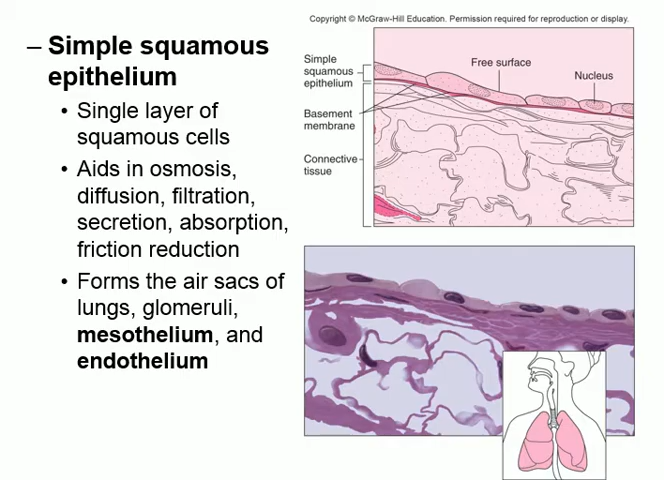 Copyright © McGraw-Hill Education. Permission required for reproduction or display.
– Simple squamous
epithelium
• Single layer of
squamous cells
• Aids in osmosis,
diffusion, filtration,
secretion, absorption,
friction reduction
• Forms the air sacs of
lungs, glomeruli,
mesothelium, and
endothelium
Simple
squamous
epithelium
Free surface
Nucleus
Basement
membrane
Connective
tissue